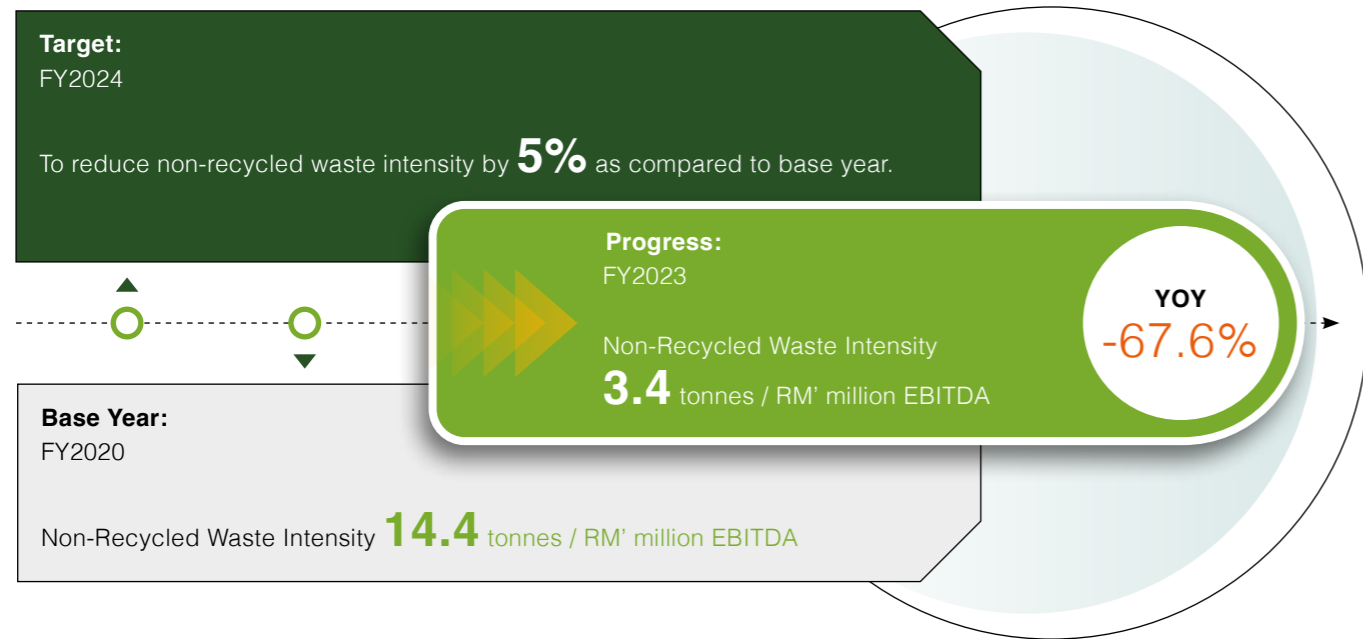 Target:
FY2024
To reduce non-recycled waste intensity by 5% as compared to base year.
Progress:
FY2023
Non-Recycled Waste Intensity
3.4 tonnes / RM’ million EBITDA
YOY
-67.6%
Base Year:
FY2020
Non-Recycled Waste Intensity 14.4 tonnes / RM’ million EBITDA